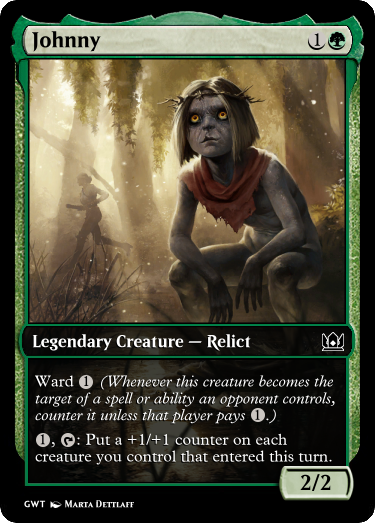 Johnny 1
Legendary Creature — Relict
Ward 1 (Whenever this creature becomes the
target of a spell or ability an opponent controls,
counter it unless that player pays 1.)
1, : Put a +1/+1 counter on each
creature you control that entered this turn.
2/2
GWT Marta Dettlaff